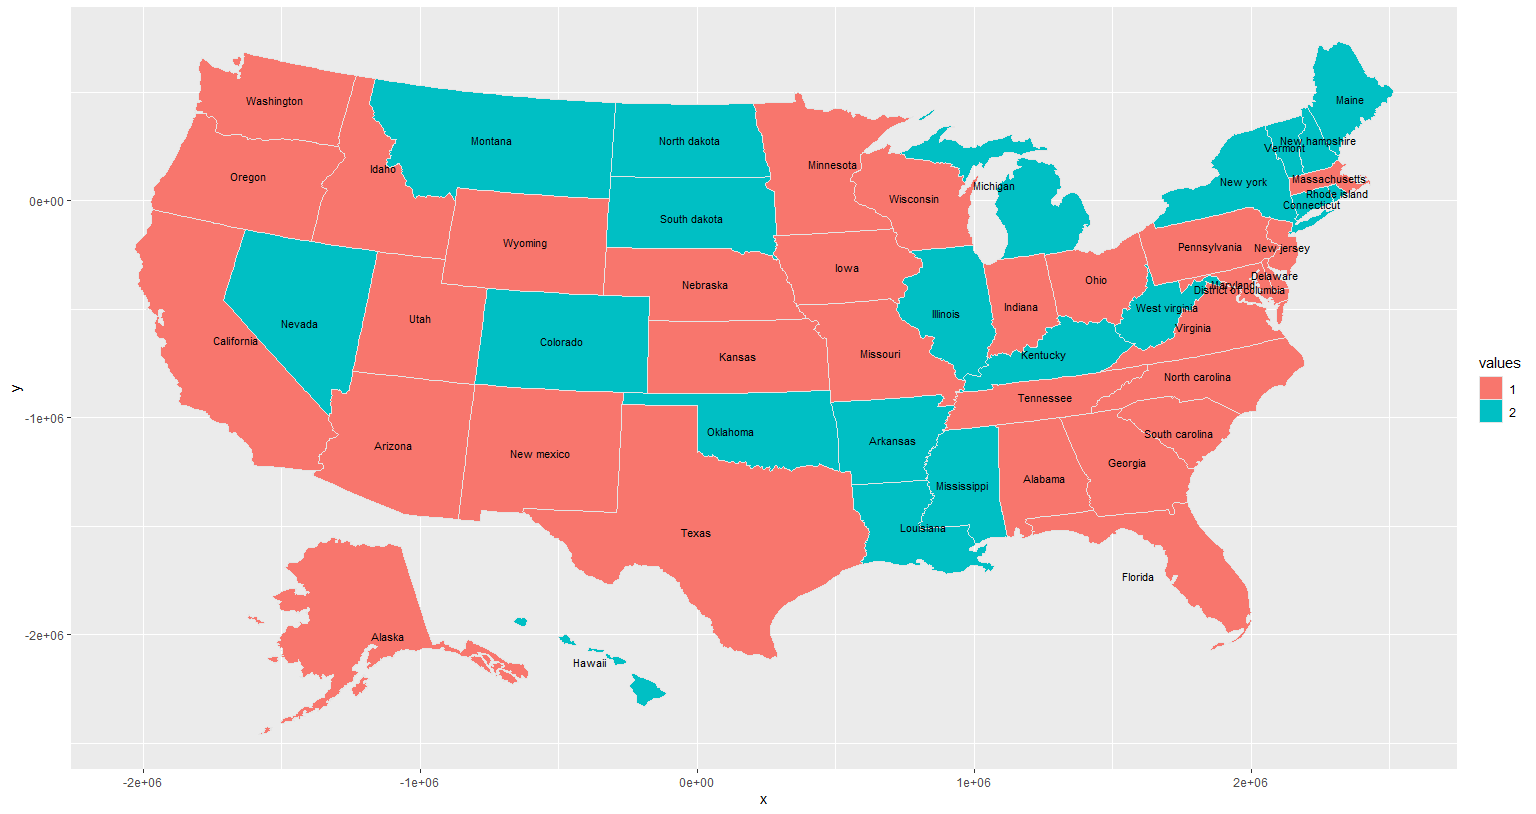 Maine
Washington
New hampshire
Montana
North dakota
Vermont
Minnesota
Idaho
Oregon
Massachusetts
New york
Michigan
Rhode island
Wisconsin
Connecticut
0e+00
South dakota
Wyoming
Pennsylvania
New jersey
Iowa
Delaware
Ohio
Nebraska
Maryland
District of columbia
Indiana
West virginia
Illinois
Utah
Nevada
Virginia
California
Colorado
Missouri
Kentucky
Kansas
values
North carolina
1
y
Tennessee
2
-1e+06
Oklahoma
South carolina
Arkansas
Arizona
New mexico
Georgia
Alabama
Mississippi
Louisiana
Texas
Florida
-2e+06
Alaska
Hawaii
-2e+06
-1e+06
0e+00
1e+06
2e+06
x